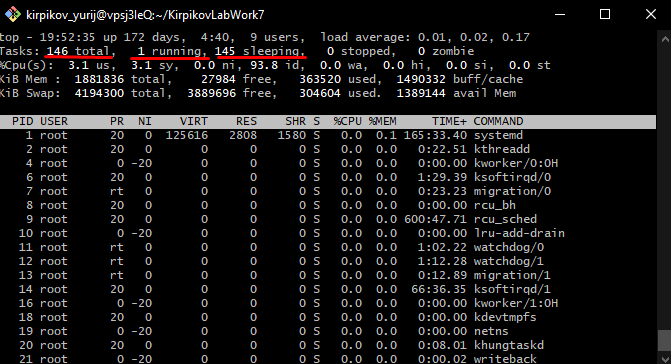 kirpikov_yurij@vpsj3leQ:~/KirpikovLabWork7
top - 19:52:35 up 172 days,  4:40,  9 users,  load average: 0.01, 0.02, 0.17
Tasks: 146 total,   1 running, 145 sleeping,   0 stopped,   0 zombie
%Cpu(s):  3.1 us,  3.1 sy,  0.0 ni, 93.8 id,  0.0 wa,  0.0 hi,  0.0 si,  0.0 st
KiB Mem :  1881836 total,    27984 free,   363520 used,  1490332 buff/cache
KiB Swap:  4194300 total,  3889696 free,   304604 used.  1389144 avail Mem
PID USER PR NI VIRT RES SHR S %CPU %MEM TIME+ COMMAND
1 root 20 0 125616 2808 1580 S 0.0 0.1 165:33.40 systemd
2 root 20 0 0 0 0 S 0.0 0.0 0:22.51 kthreadd
4 root 0 -20 0 0 0 S 0.0 0.0 0:00.00 kworker/0:0H
6 root 20 0 0 0 0 S 0.0 0.0 1:29.39 ksoftirqd/0
7 root rt 0 0 0 0 S 0.0 0.0 0:23.23 migration/0
8 root 20 0 0 0 0 S 0.0 0.0 0:00.00 rcu_bh
9 root 20 0 0 0 0 S 0.0 0.0 600:47.71 rcu_sched
10 root 0 -20 0 0 0 S 0.0 0.0 0:00.00 lru-add-drain
11 root rt 0 0 0 0 S 0.0 0.0 1:02.22 watchdog/0
12 root rt 0 0 0 0 S 0.0 0.0 1:12.28 watchdog/1
13 root rt 0 0 0 0 S 0.0 0.0 0:12.89 migration/1
14 root 20 0 0 0 0 S 0.0 0.0 66:36.35 ksoftirqd/1
16 root 0 -20 0 0 0 S 0.0 0.0 0:00.00 kworker/1:0H
18 root 20 0 0 0 0 S 0.0 0.0 0:00.00 kdevtmpfs
19 root 0 -20 0 0 0 S 0.0 0.0 0:00.00 netns
20 root 20 0 0 0 0 S 0.0 0.0 0:08.01 khungtaskd
21 root 0 -20 0 0 0 S 0.0 0.0 0:00.02 writeback